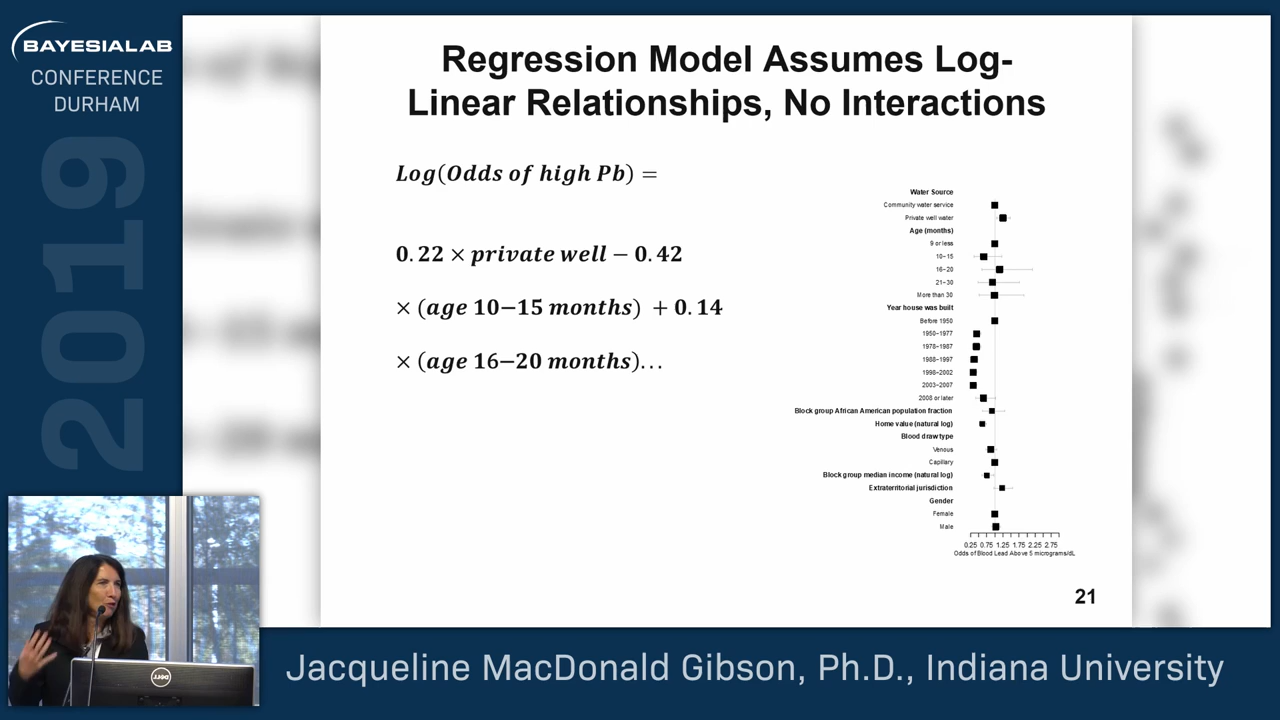 BAYESIALAB
CONFERENCE
DURHAM
2019
Regression Model Assumes Log-
Linear Relationships, No Interactions
Log(Odds of high Pb) =
0.22 × private well − 0.42
× (age 10−15 months) + 0.14
× (age 16−20 months)...
Water Source
Community water service
Private well water
Age (months)
9 or less
10−15
16−20
21−30
More than 30
Year house was built
Before 1950
1950−1977
1978−1987
1988−1997
1998−2002
2003−2007
2008 or later
Block group African American population fraction
Home value (natural log)
Blood draw type
Venous
Capillary
Block group median income (natural log)
Extraterritorial jurisdiction
Gender
Female
Male
0.25 0.75 1.25 1.75 2.25 2.75
Odds of Blood Lead Above 5 micrograms/dL
21
DELL
Jacqueline MacDonald Gibson, Ph.D., Indiana University